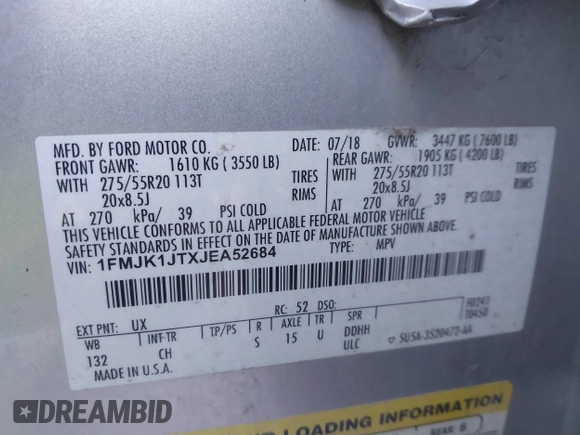 MFD. BY FORD MOTOR CO.
07/18
GVWR: 3447 KG ( 7600 LB)
FRONT GAWR: 1610 KG ( 3550 LB)
REAR GAWR: 1905 KG ( 4200 LB)
WITH 275/55R20 113T TIRES
WITH 275/55R20 113T TIRES
20x8.5J RIMS
20x8.5J RIMS
AT 270 kPa/ 39 PSI COLD
AT 270 kPa/ 39 PSI COLD
THIS VEHICLE CONFORMS TO ALL APPLICABLE FEDERAL MOTOR VEHICLE
SAFETY STANDARDS IN EFFECT ON THE DATE OF MANUFACTURE SHOWN ABOVE.
VIN: 1FMJK1JTXJEA52684
TYPE: MPV
EXT PNT: UX
RC: 52 DSO:
WB INT TR TP/PS R AXLE TR SPR
132 CH S 15 U DDHH
ULC
MADE IN U.S.A.
LOADING INFORMATION
REAR: 6
DREAMBID